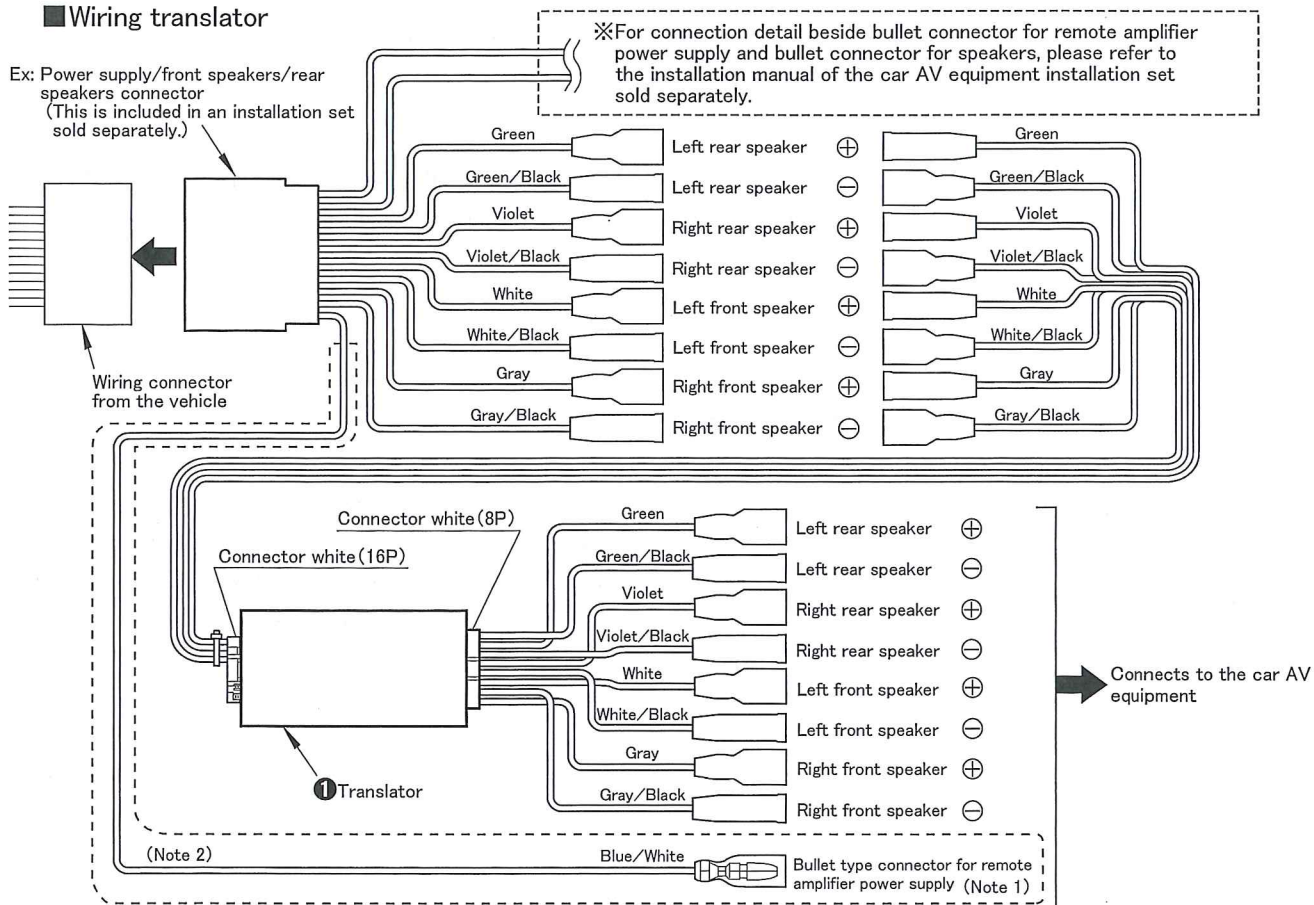 ■Wiring translator
※For connection detail beside bullet connector for remote amplifier
power supply and bullet connector for speakers, please refer to
the installation manual of the car AV equipment installation set
sold separately.
Ex: Power supply/front speakers/rear
speakers connector
(This is included in an installation set
sold separately.)
Green Left rear speaker ⊕ Green
Green/Black Left rear speaker ⊖ Green/Black
Violet Right rear speaker ⊕ Violet
Violet/Black Right rear speaker ⊖ Violet/Black
White Left front speaker ⊕ White
White/Black Left front speaker ⊖ White/Black
Gray Right front speaker ⊕ Gray
Gray/Black Right front speaker ⊖ Gray/Black
Wiring connector
from the vehicle
Connector white(8P)
Connector white(16P)
Green Left rear speaker ⊕
Green/Black Left rear speaker ⊖
Violet Right rear speaker ⊕
Violet/Black Right rear speaker ⊖
White Left front speaker ⊕
White/Black Left front speaker ⊖
Gray Right front speaker ⊕
Gray/Black Right front speaker ⊖
Connects to the car AV
equipment
❶Translator
(Note 2) Blue/White Bullet type connector for remote
amplifier power supply (Note 1)